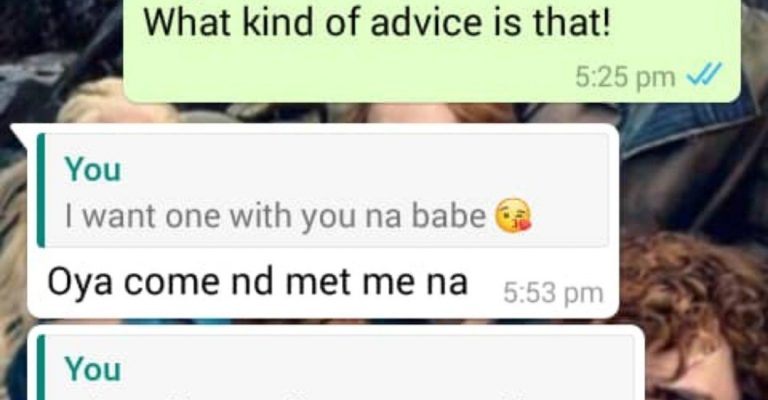 What kind of advice is that!
5:25 pm
You
I want one with you na babe 😘
Oya come nd met me na
5:53 pm
You